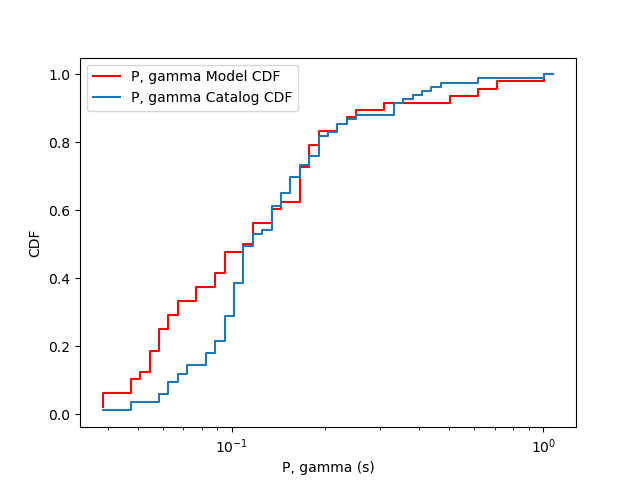 P, gamma Model CDF
P, gamma Catalog CDF
1.0
0.8
0.6
0.4
0.2
0.0
CDF
10⁻¹ 10⁰
P, gamma (s)